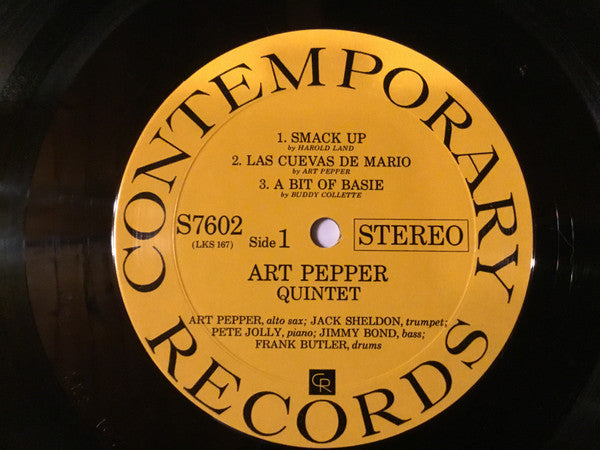 CONTEMPORARY
1. SMACK UP
by HAROLD LAND
2. LAS CUEVAS DE MARIO
by ART PEPPER
3. A BIT OF BASIE
by BUDDY COLLETTE
S7602
(LKS 167)
Side 1
STEREO
ART PEPPER
QUINTET
ART PEPPER, alto sax; JACK SHELDON, trumpet;
PETE JOLLY, piano; JIMMY BOND, bass;
FRANK BUTLER, drums
CR
RECORDS